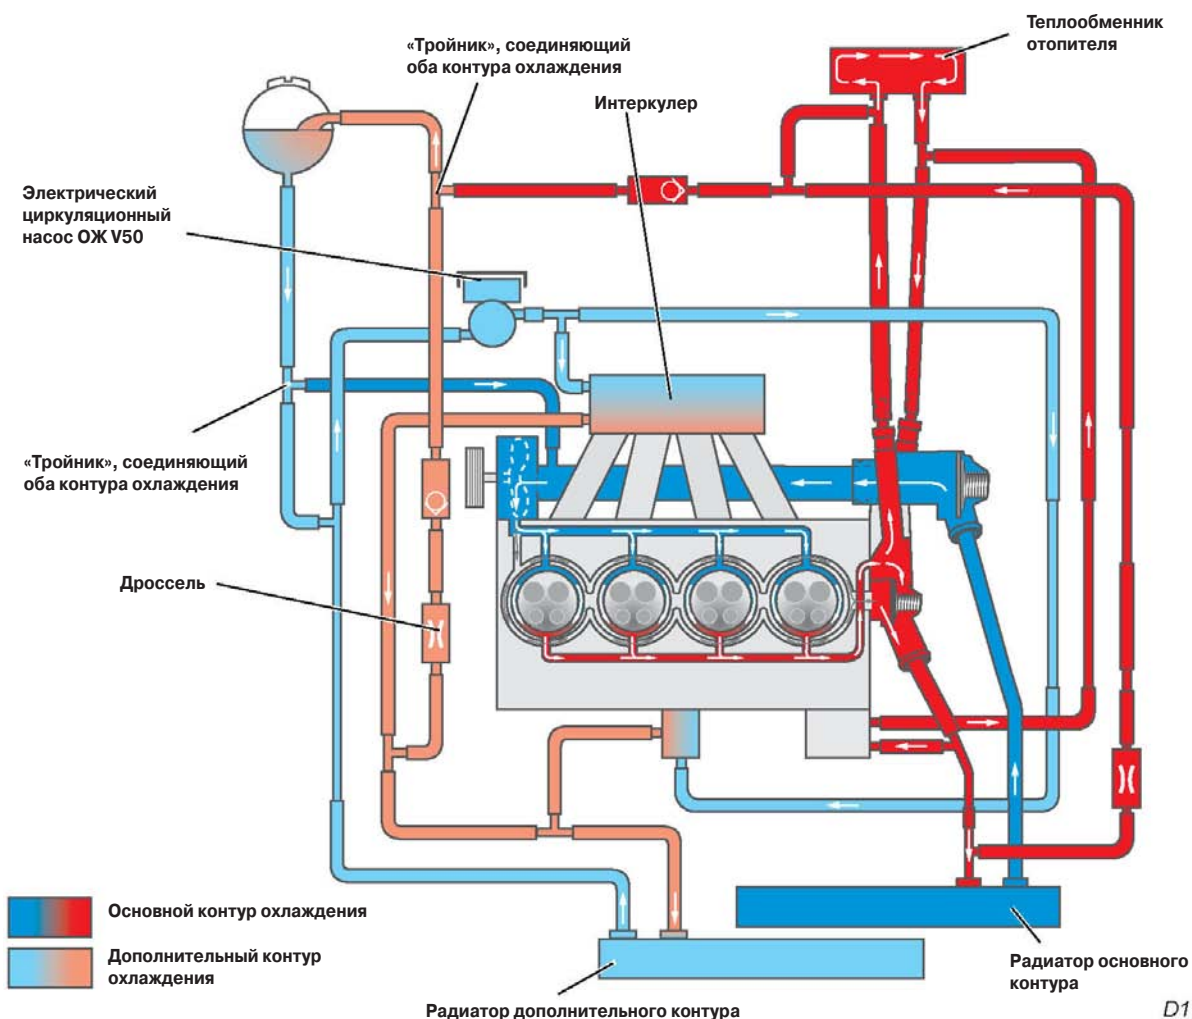 Теплообменник
отопителя
«Тройник», соединяющий
оба контура охлаждения
Интеркулер
Электрический
циркуляционный
насос ОЖ V50
«Тройник», соединяющий
оба контура охлаждения
Дроссель
Основной контур охлаждения
Дополнительный контур
охлаждения
Радиатор основного
контура
Радиатор дополнительного контура
D1